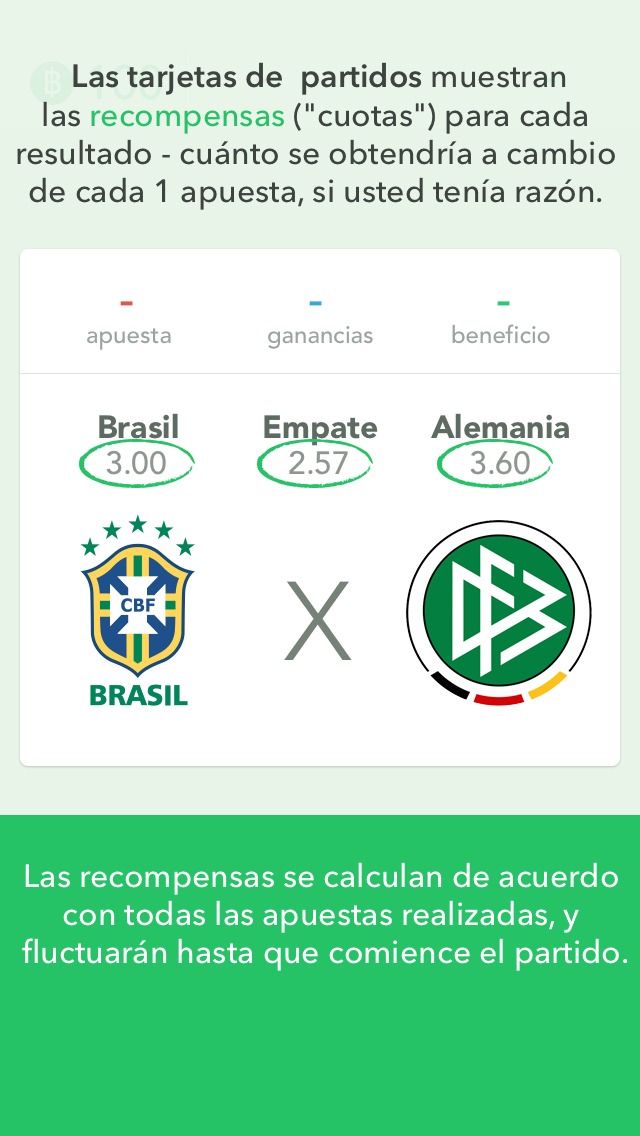 Las tarjetas de  partidos muestran
las recompensas ("cuotas") para cada
resultado - cuánto se obtendría a cambio
de cada 1 apuesta, si usted tenía razón.
- - -
apuesta ganancias beneficio
Brasil Empate Alemania
3.00 2.57 3.60
CBF X DFB
BRASIL
Las recompensas se calculan de acuerdo
con todas las apuestas realizadas, y
fluctuarán hasta que comience el partido.